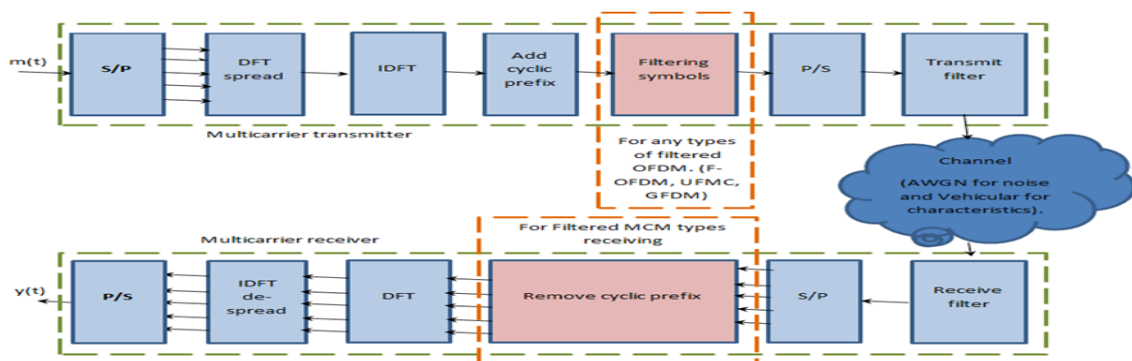 m(t)
S/P
DFT
spread
IDFT
Add
cyclic
prefix
Filtering
symbols
P/S
Transmit
filter
Multicarrier transmitter
For any types
of filtered
OFDM. (F-
OFDM, UFMC,
GFDM)
Channel
(AWGN for noise
and Vehicular for
characteristics).
Multicarrier receiver
For Filtered MCM types
receiving
y(t)
P/S
IDFT
de-
spread
DFT
Remove cyclic prefix
S/P
Receive
filter